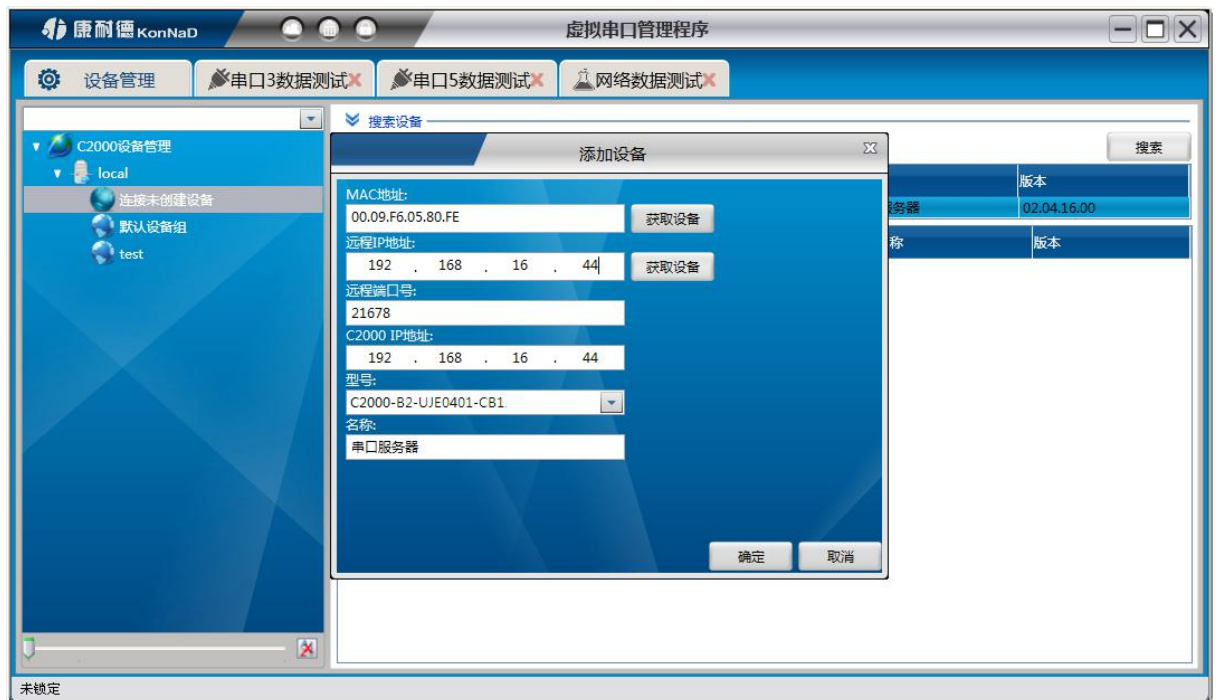 康耐德 KonNaD
虚拟串口管理程序
设备管理
串口3数据测试
串口5数据测试
网络数据测试
C2000设备管理
local
连接未创建设备
默认设备组
test
搜索设备
搜索
版本
务器
02.04.16.00
称
版本
添加设备
MAC地址:
00.09.F6.05.80.FE
获取设备
远程IP地址:
192 . 168 . 16 . 44
获取设备
远程端口号:
21678
C2000 IP地址:
192 . 168 . 16 . 44
型号:
C2000-B2-UJE0401-CB1
名称:
串口服务器
确定
取消
未锁定